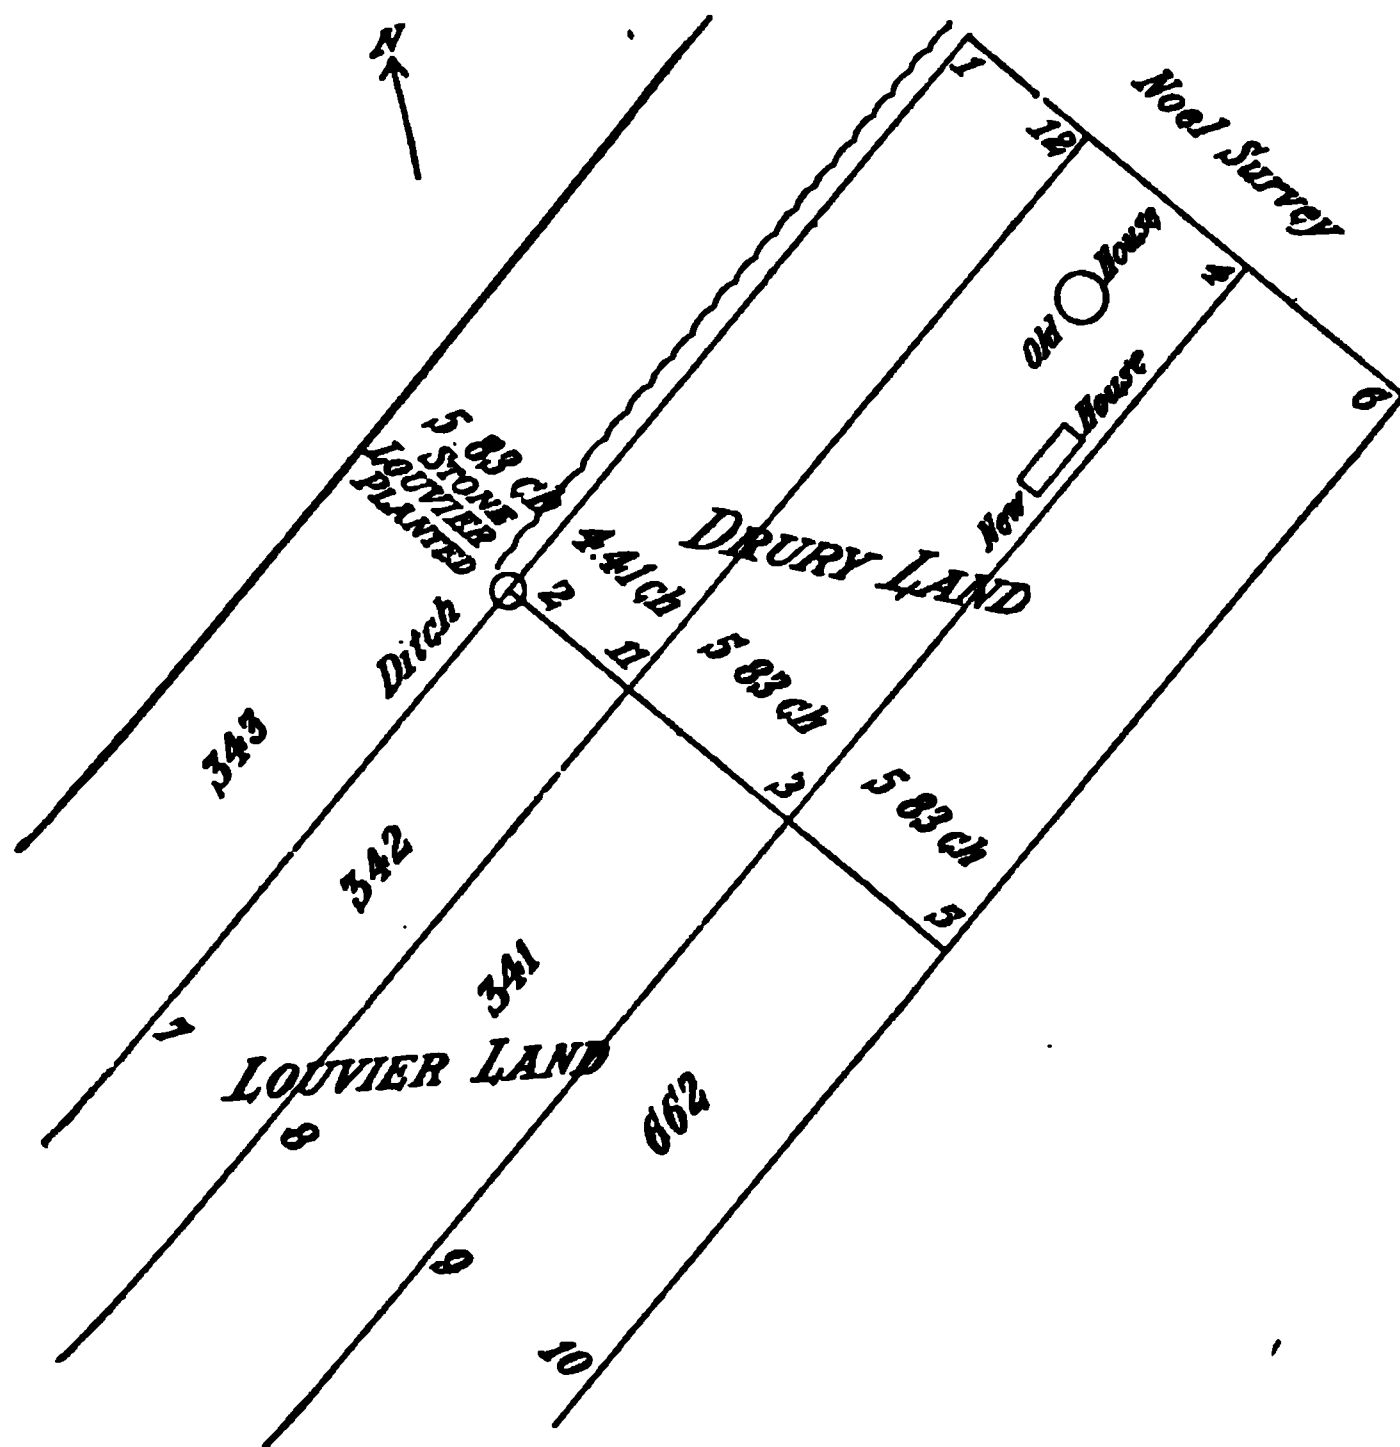 N
1
12
Noel Survey
4
6
Old House
New House
5 83 ch
STONE
LOUVIER
PLANTED
2
4.41 ch
DRURY LAND
11
5 83 ch
3
5 83 ch
5
Ditch
343
342
341
7
LOUVIER LAND
8
662
9
10